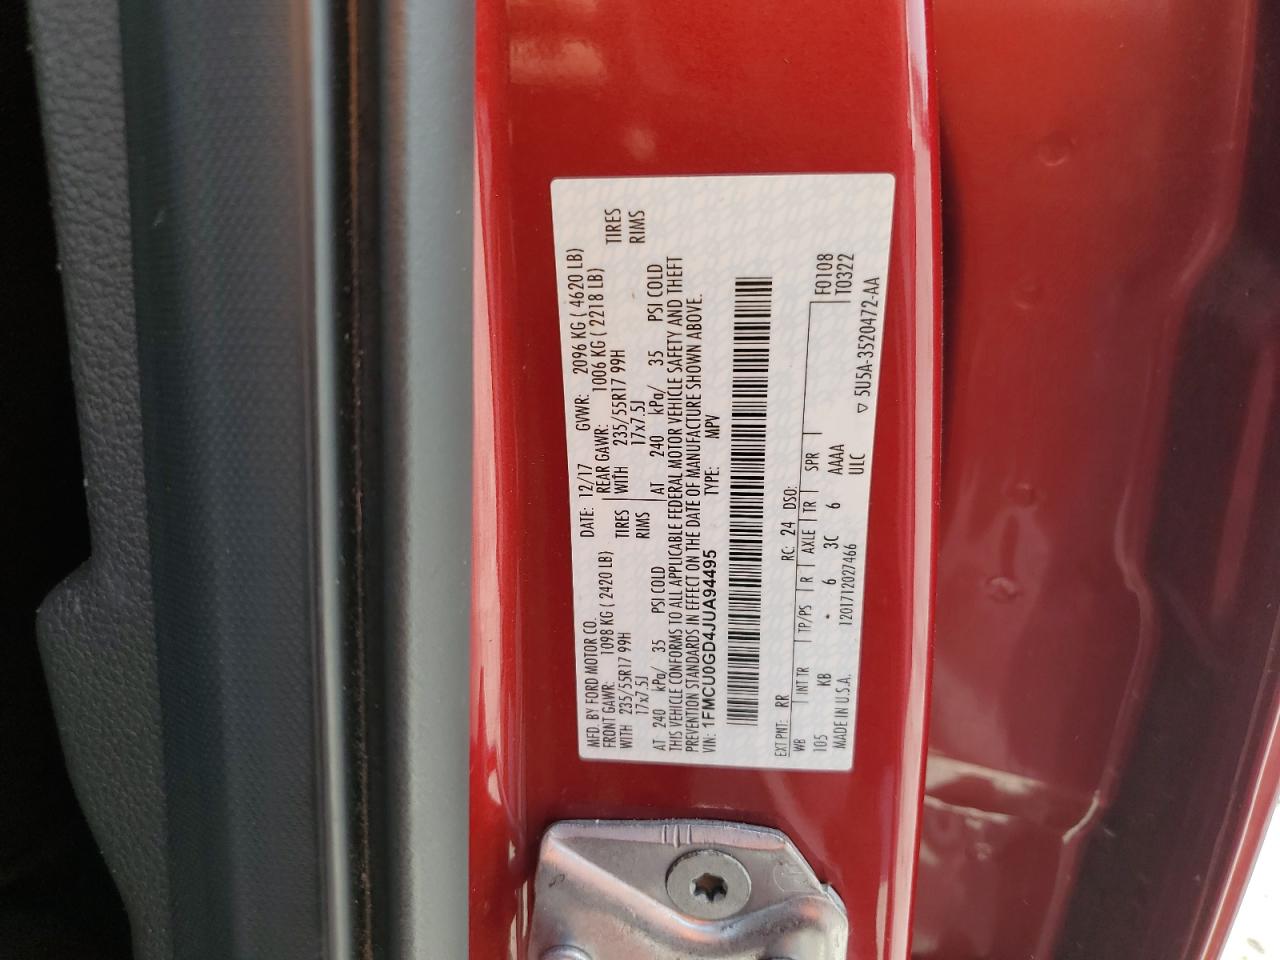 MFD. BY FORD MOTOR CO.
DATE: 12/17 GVWR: 2096 KG ( 4620 LB)
FRONT GAWR: 1098 KG ( 2420 LB) REAR GAWR: 1006 KG ( 2218 LB)
WITH 235/55R17 99H TIRES WITH 235/55R17 99H TIRES
17x7.5J RIMS 17x7.5J RIMS
AT 240 kPa/ 35 PSI COLD AT 240 kPa/ 35 PSI COLD
THIS VEHICLE CONFORMS TO ALL APPLICABLE FEDERAL MOTOR VEHICLE SAFETY AND THEFT
PREVENTION STANDARDS IN EFFECT ON THE DATE OF MANUFACTURE SHOWN ABOVE.
VIN: 1FMCU0GD4JUA94495 TYPE: MPV
EXT PNT: RR RC: 24 DSO:
WB INT TR TP/PS R AXLE TR SPR F0108
105 KB * 6 3C 6 AAAA T0322
MADE IN U.S.A. 12017112027466 ULC ▽ 5U5A-3520472-AA